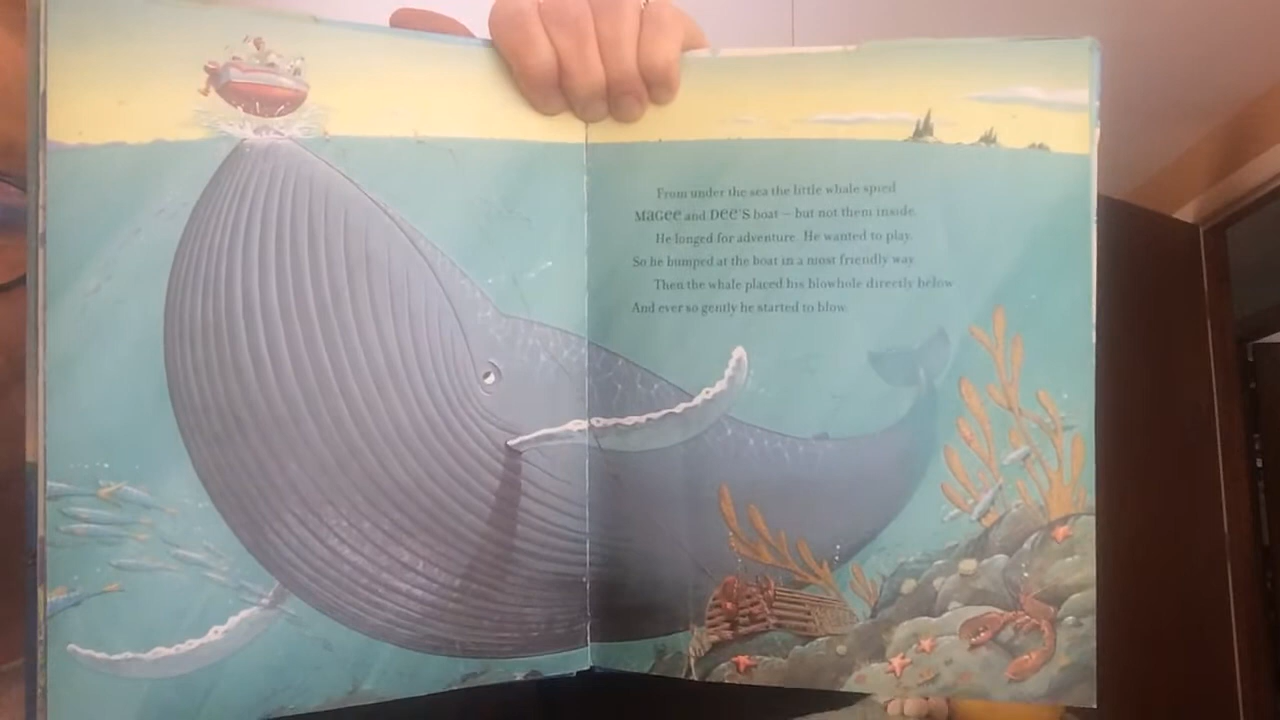 From under the sea the little whale spied
MaGee and Dee's boat – but not them inside.
He longed for adventure. He wanted to play.
So he bumped at the boat in a most friendly way.
Then the whale placed his blowhole directly below
And ever so gently he started to blow.